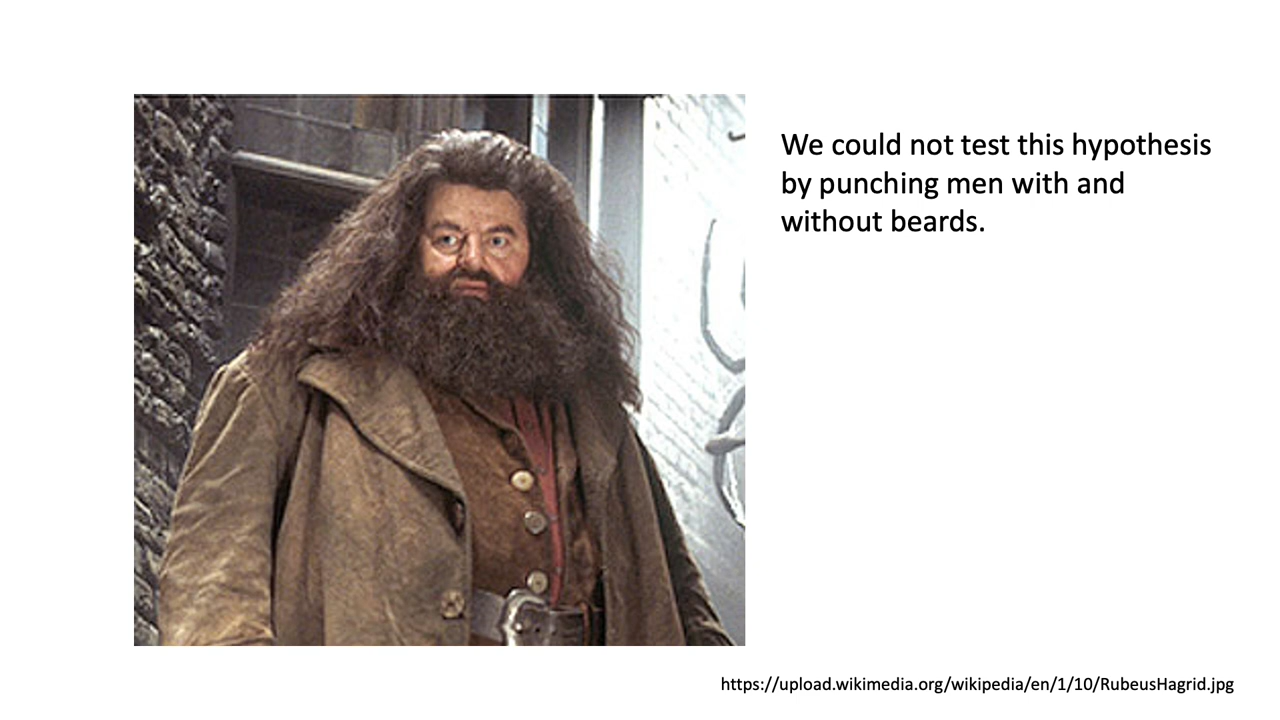 We could not test this hypothesis
by punching men with and
without beards.
https://upload.wikimedia.org/wikipedia/en/1/10/RubeusHagrid.jpg